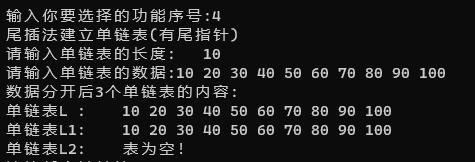 输入你要选择的功能序号:4
尾插法建立单链表(有尾指针)
请输入单链表的长度: 10
请输入单链表的数据:10 20 30 40 50 60 70 80 90 100
数据分开后3个单链表的内容:
单链表L : 10 20 30 40 50 60 70 80 90 100
单链表L1: 10 20 30 40 50 60 70 80 90 100
单链表L2: 表为空!